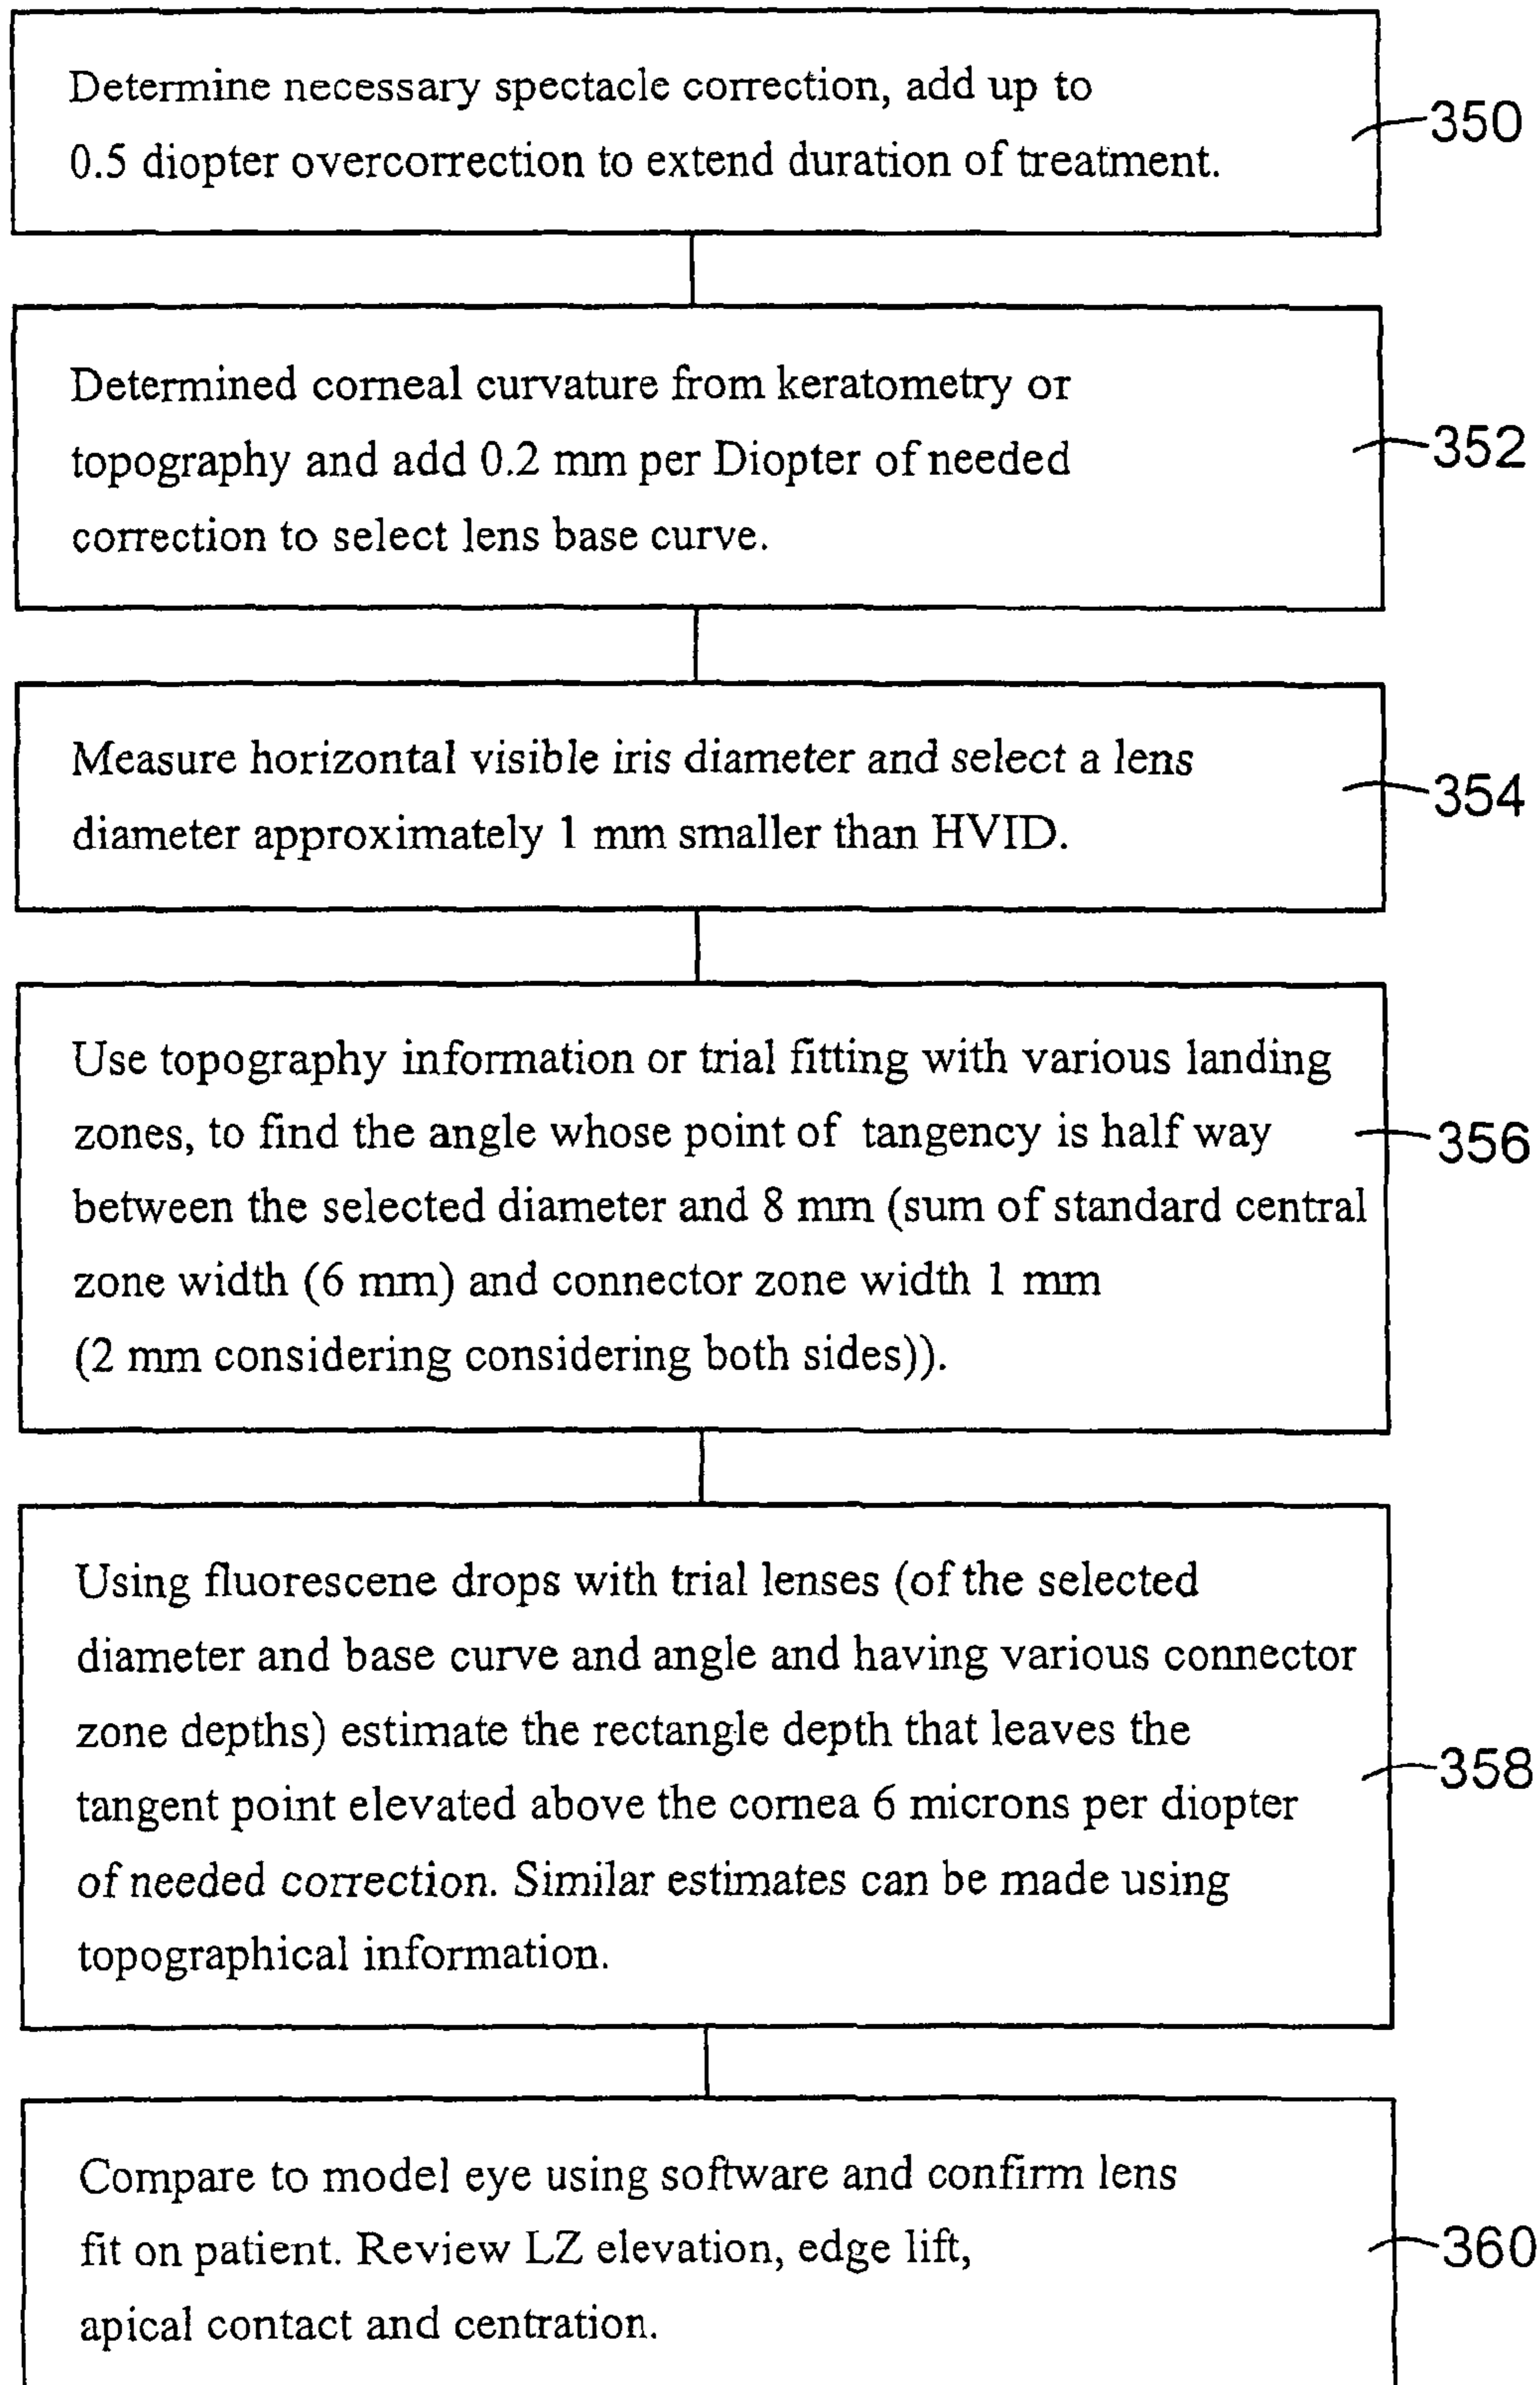 Determine necessary spectacle correction, add up to
0.5 diopter overcorrection to extend duration of treatment.
350
Determined corneal curvature from keratometry or
topography and add 0.2 mm per Diopter of needed
correction to select lens base curve.
352
Measure horizontal visible iris diameter and select a lens
diameter approximately 1 mm smaller than HVID.
354
Use topography information or trial fitting with various landing
zones, to find the angle whose point of tangency is half way
between the selected diameter and 8 mm (sum of standard central
zone width (6 mm) and connector zone width 1 mm
(2 mm considering considering both sides)).
356
Using fluorescene drops with trial lenses (of the selected
diameter and base curve and angle and having various connector
zone depths) estimate the rectangle depth that leaves the
tangent point elevated above the cornea 6 microns per diopter
of needed correction. Similar estimates can be made using
topographical information.
358
Compare to model eye using software and confirm lens
fit on patient. Review LZ elevation, edge lift,
apical contact and centration.
360